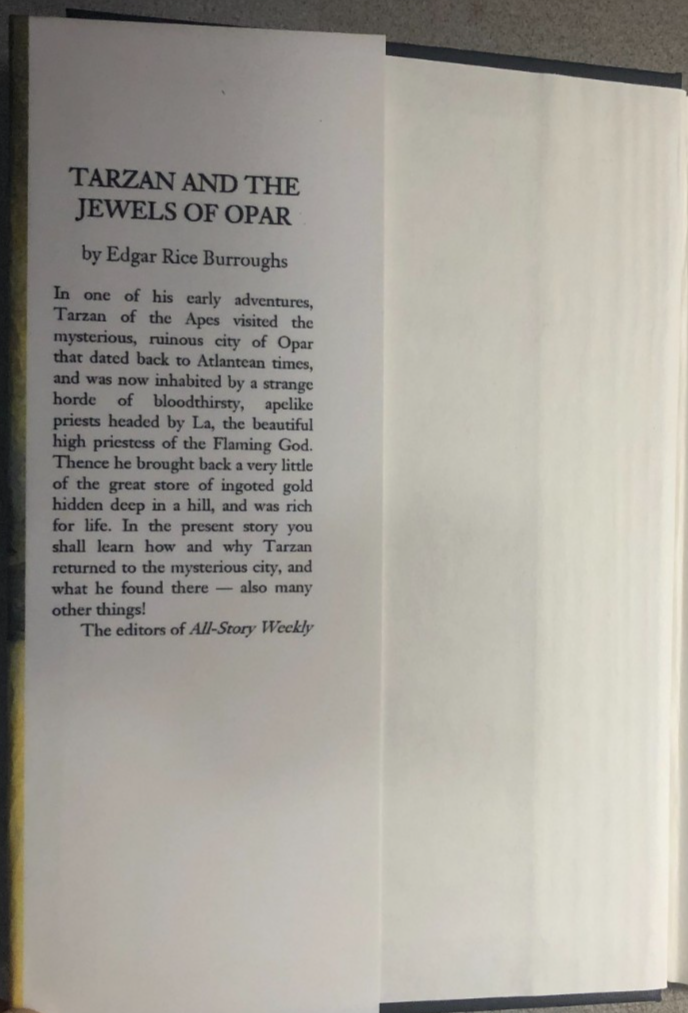 TARZAN AND THE
JEWELS OF OPAR
by Edgar Rice Burroughs
In one of his early adventures,
Tarzan of the Apes visited the
mysterious, ruinous city of Opar
that dated back to Atlantean times,
and was now inhabited by a strange
horde of bloodthirsty, apelike
priests headed by La, the beautiful
high priestess of the Flaming God.
Thence he brought back a very little
of the great store of ingoted gold
hidden deep in a hill, and was rich
for life. In the present story you
shall learn how and why Tarzan
returned to the mysterious city, and
what he found there — also many
other things!
The editors of All-Story Weekly